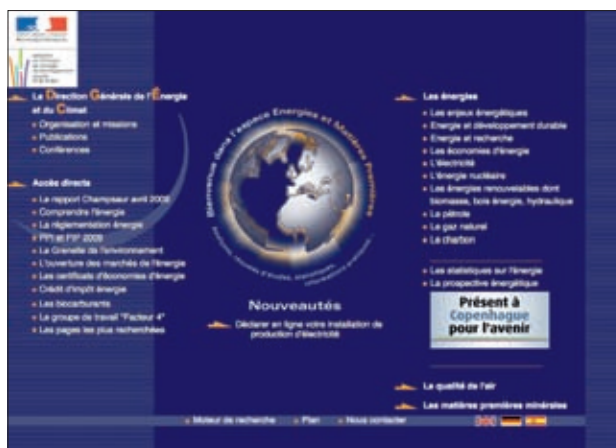 La Direction Générale de l'Énergie
et du Climat
Organisation et missions
Publications
Conférences
Accès directs
Le rapport Champsaur avril 2009
Comprendre l'énergie
La réglementation énergie
PPI et PIP 2009
Le Grenelle de l'environnement
L'ouverture des marchés de l'énergie
Les certificats d'économies d'énergie
Crédit d'impôt énergie
Les biocarburants
Le groupe de travail "Facteur 4"
Les pages les plus recherchées
Bienvenue dans l'espace Energies et Matières Premières
Nouveautés
Déclarer en ligne votre installation de
production d'électricité
Les énergies
Les enjeux énergétiques
Energie et développement durable
Energie et recherche
Les économies d'énergie
L'électricité
L'énergie nucléaire
Les énergies renouvelables dont
biomasse, bois énergie, hydraulique
Le pétrole
Le gaz naturel
Le charbon
Les statistiques sur l'énergie
La prospective énergétique
Présent à
Copenhague
pour l'avenir
La qualité de l'air
Les matières premières minérales
Moteur de recherche
Plan
Nous contacter